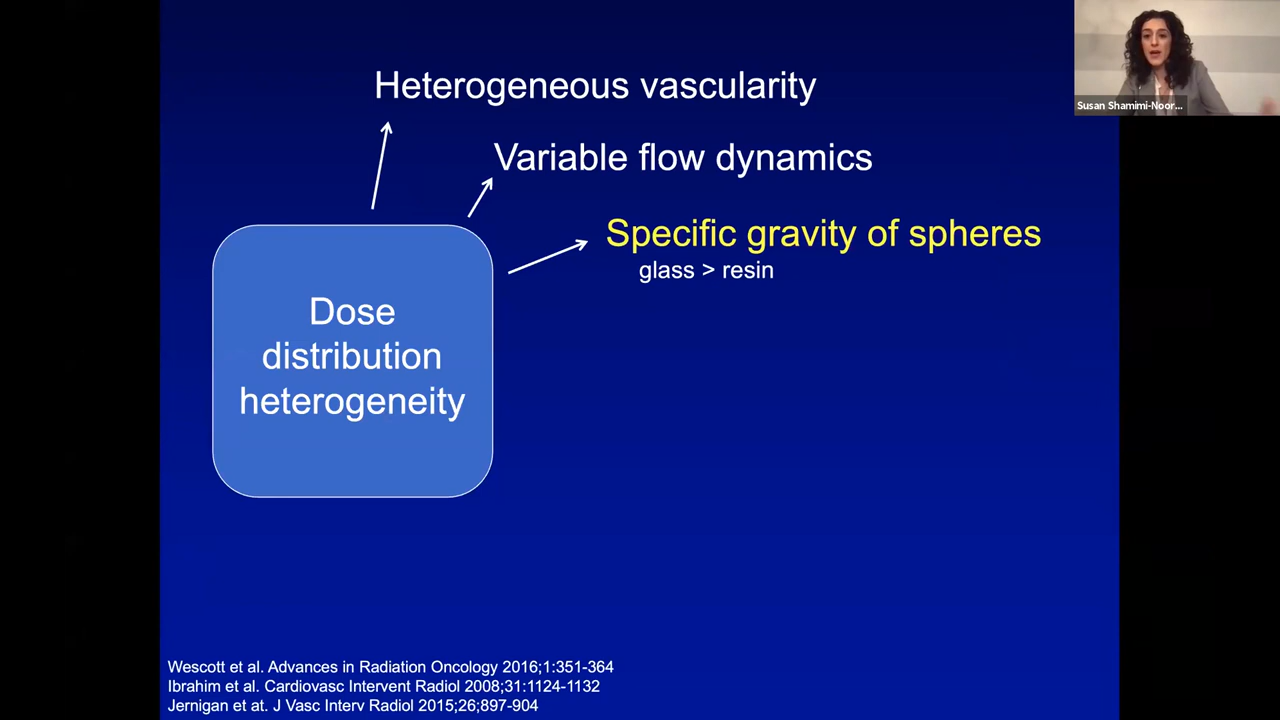 Heterogeneous vascularity
Susan Shamimi-Noor...
Variable flow dynamics
Specific gravity of spheres
glass > resin
Dose
distribution
heterogeneity
Wescott et al. Advances in Radiation Oncology 2016;1:351-364
Ibrahim et al. Cardiovasc Intervent Radiol 2008;31:1124-1132
Jernigan et at. J Vasc Interv Radiol 2015;26;897-904